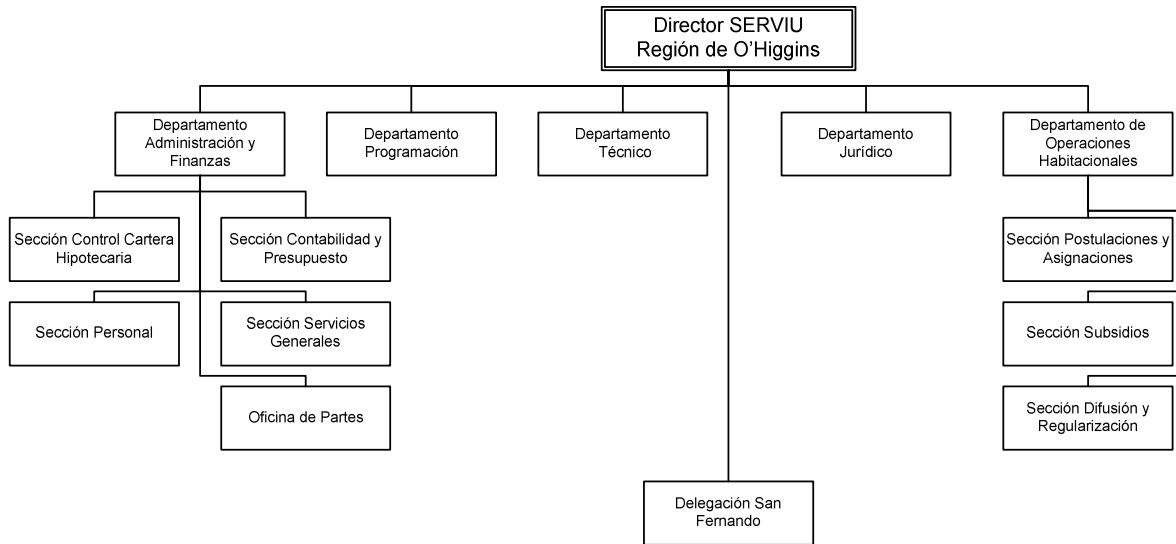 Director SERVIU
Región de O'Higgins
Departamento
Administración y
Finanzas
Departamento
Programación
Departamento
Técnico
Departamento
Jurídico
Departamento de
Operaciones
Habitacionales
Sección Control Cartera
Hipotecaria
Sección Contabilidad y
Presupuesto
Sección Postulaciones y
Asignaciones
Sección Personal
Sección Servicios
Generales
Sección Subsidios
Oficina de Partes
Sección Difusión y
Regularización
Delegación San
Fernando